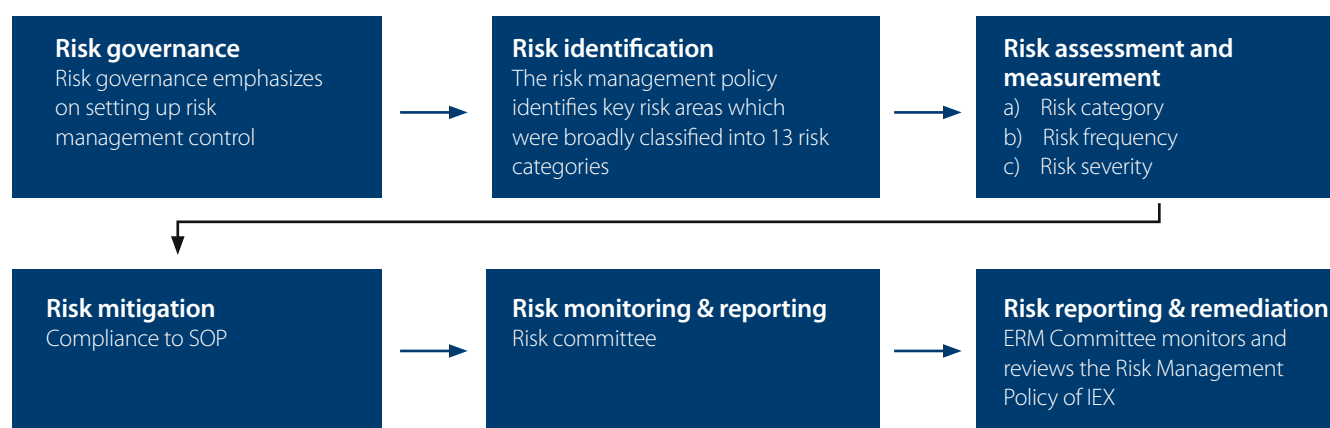 Risk governance
Risk governance emphasizes
on setting up risk
management control
Risk identification
The risk management policy
identifies key risk areas which
were broadly classified into 13 risk
categories
Risk assessment and
measurement
a) Risk category
b) Risk frequency
c) Risk severity
Risk mitigation
Compliance to SOP
Risk monitoring & reporting
Risk committee
Risk reporting & remediation
ERM Committee monitors and
reviews the Risk Management
Policy of IEX